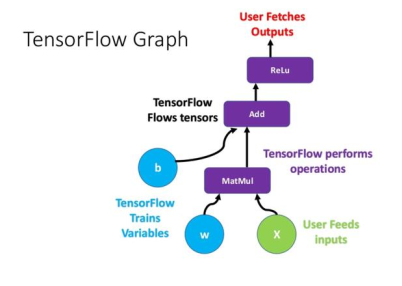 TensorFlow Graph
User Fetches
Outputs
ReLu
TensorFlow
Flows tensors
Add
b
TensorFlow performs
operations
MatMul
TensorFlow
Trains
Variables
w
X
User Feeds
inputs